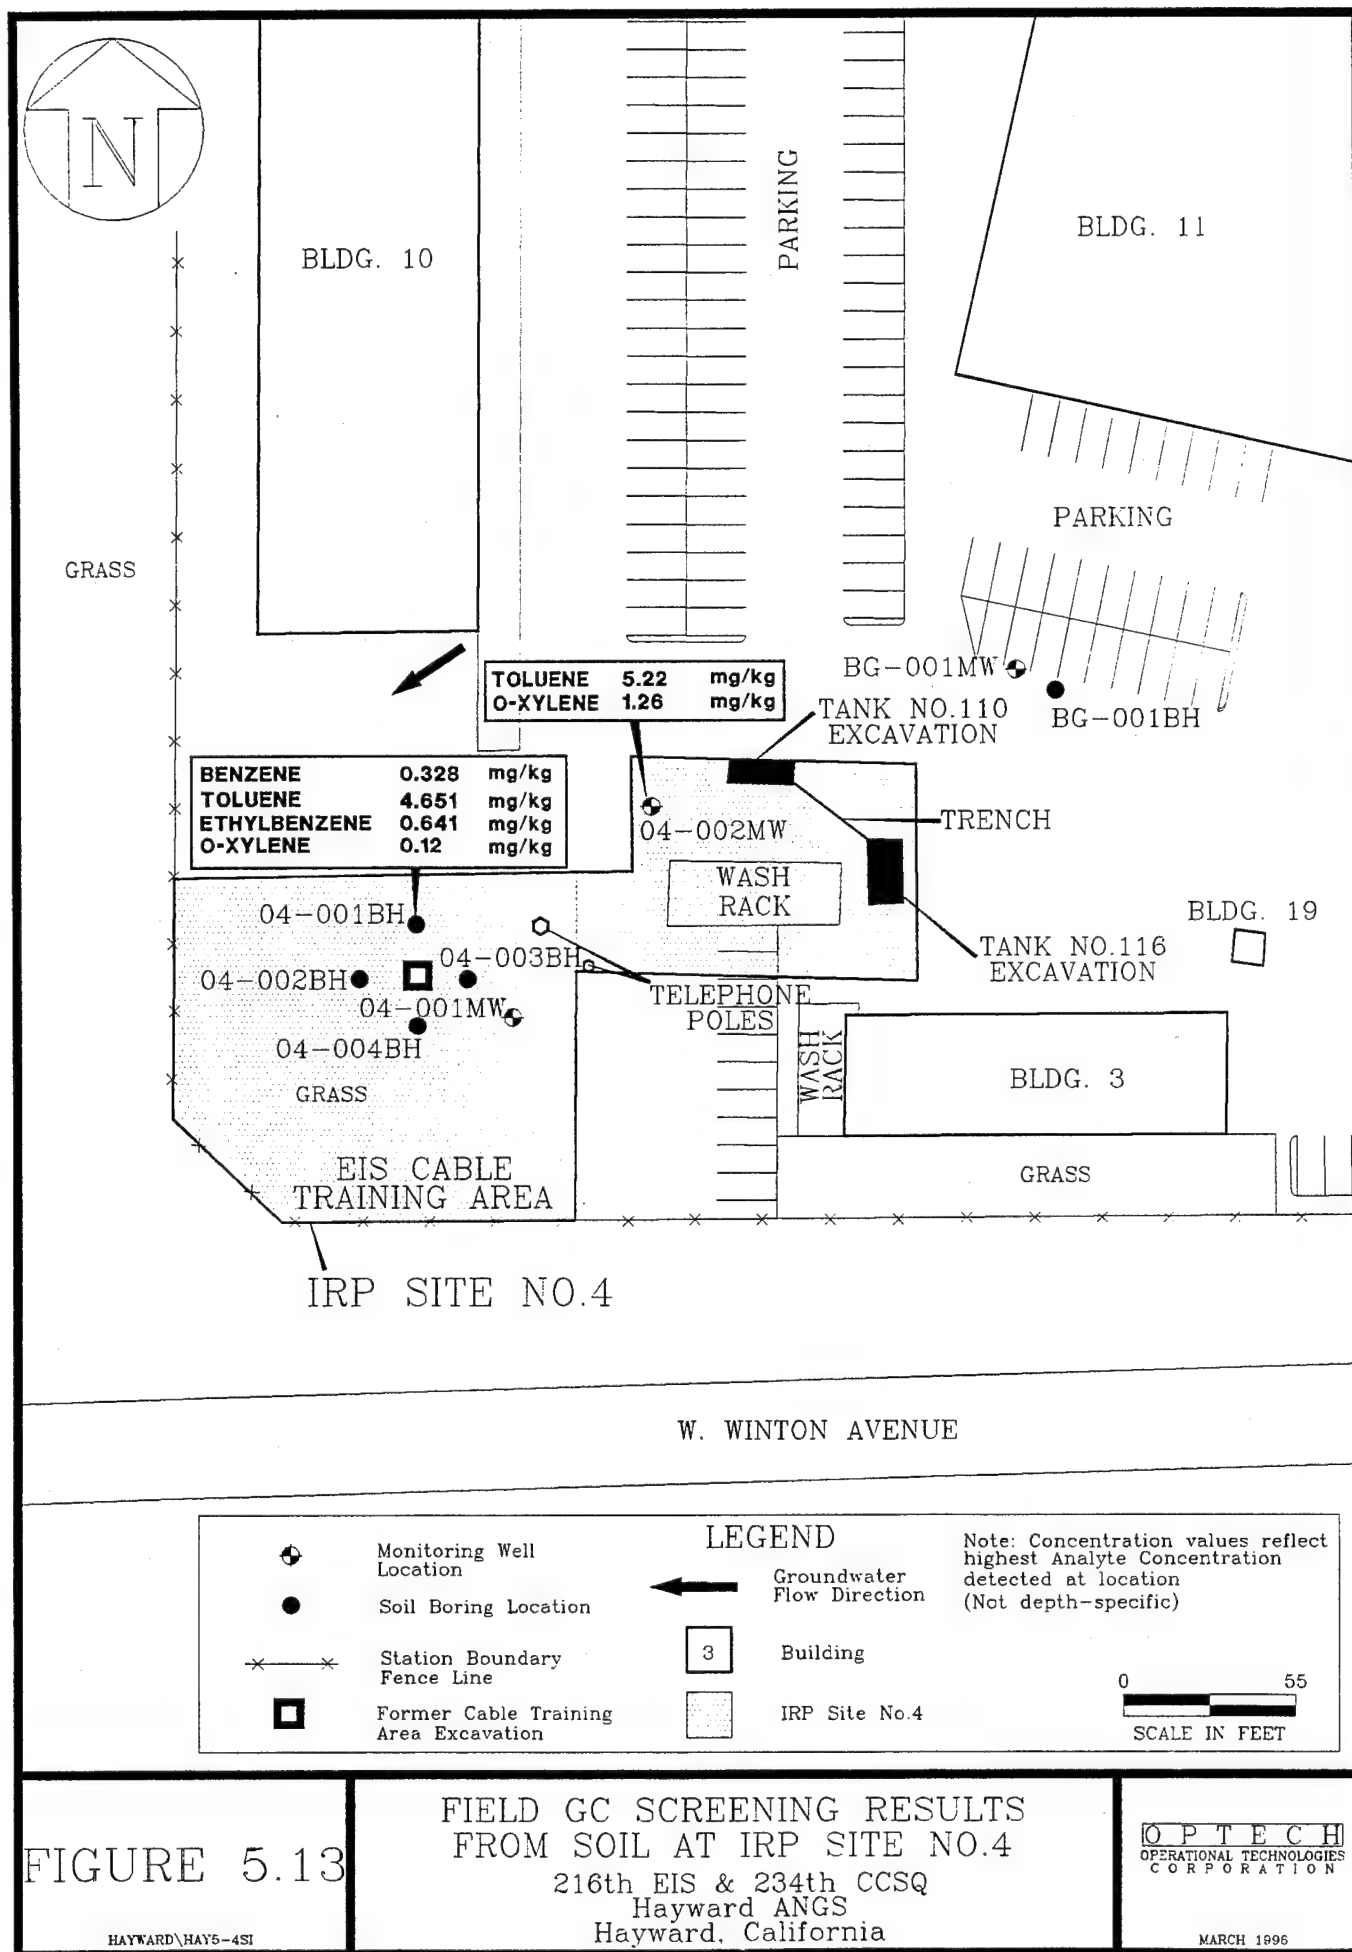 N
BLDG. 10
PARKING
BLDG. 11
PARKING
GRASS
BG-001MW
BG-001BH
TOLUENE 5.22 mg/kg
O-XYLENE 1.26 mg/kg
TANK NO.110
EXCAVATION
BENZENE 0.328 mg/kg
TOLUENE 4.651 mg/kg
ETHYLBENZENE 0.641 mg/kg
O-XYLENE 0.12 mg/kg
04-002MW
TRENCH
WASH
RACK
04-001BH
BLDG. 19
04-003BH
TANK NO.116
EXCAVATION
04-002BH
04-001MW
TELEPHONE
POLES
04-004BH
WASH
RACK
BLDG. 3
GRASS
EIS CABLE
TRAINING AREA
GRASS
IRP SITE NO.4
W. WINTON AVENUE
LEGEND
Monitoring Well
Location
Soil Boring Location
Station Boundary
Fence Line
Former Cable Training
Area Excavation
Groundwater
Flow Direction
3
Building
IRP Site No.4
Note: Concentration values reflect
highest Analyte Concentration
detected at location
(Not depth-specific)
0 55
SCALE IN FEET
FIGURE 5.13
HAYWARD\HAY5-4SI
FIELD GC SCREENING RESULTS
FROM SOIL AT IRP SITE NO.4
216th EIS & 234th CCSQ
Hayward ANGS
Hayward, California
OPTECH
OPERATIONAL TECHNOLOGIES
CORPORATION
MARCH 1996